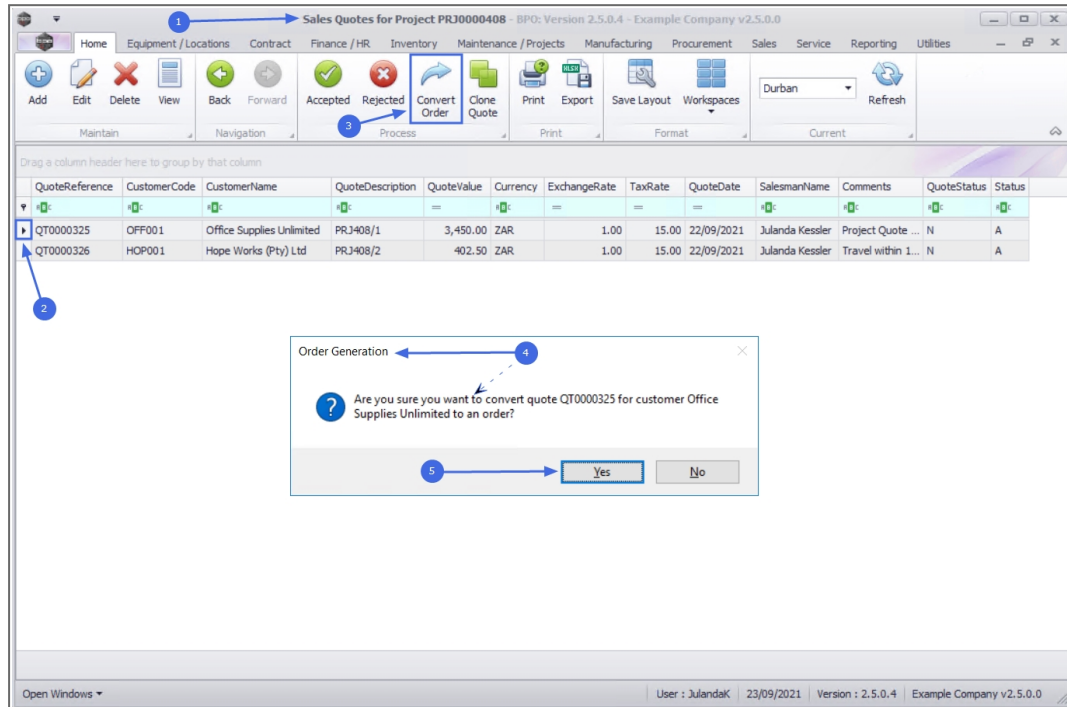 1
Sales Quotes for Project PRJ0000408 - BPO: Version 2.5.0.4 - Example Company v2.5.0.0
Home Equipment / Locations Contract Finance / HR Inventory Maintenance / Projects Manufacturing Procurement Sales Service Reporting Utilities
Add Edit Delete View Back Forward Accepted Rejected Convert Order Clone Quote Print Export Save Layout Workspaces Durban Refresh
3
Maintain Navigation Process Print Format Current
Drag a column header here to group by that column
QuoteReference CustomerCode CustomerName QuoteDescription QuoteValue Currency ExchangeRate TaxRate QuoteDate SalesmanName Comments QuoteStatus Status
QT0000325 OFF001 Office Supplies Unlimited PRJ408/1 3,450.00 ZAR 1.00 15.00 22/09/2021 Julanda Kessler Project Quote ... N A
QT0000326 HOP001 Hope Works (Pty) Ltd PRJ408/2 402.50 ZAR 1.00 15.00 22/09/2021 Julanda Kessler Travel within 1... N A
2
Order Generation
4
Are you sure you want to convert quote QT0000325 for customer Office
Supplies Unlimited to an order?
5
Yes No
Open Windows User : JulandaK 23/09/2021 Version : 2.5.0.4 Example Company v2.5.0.0